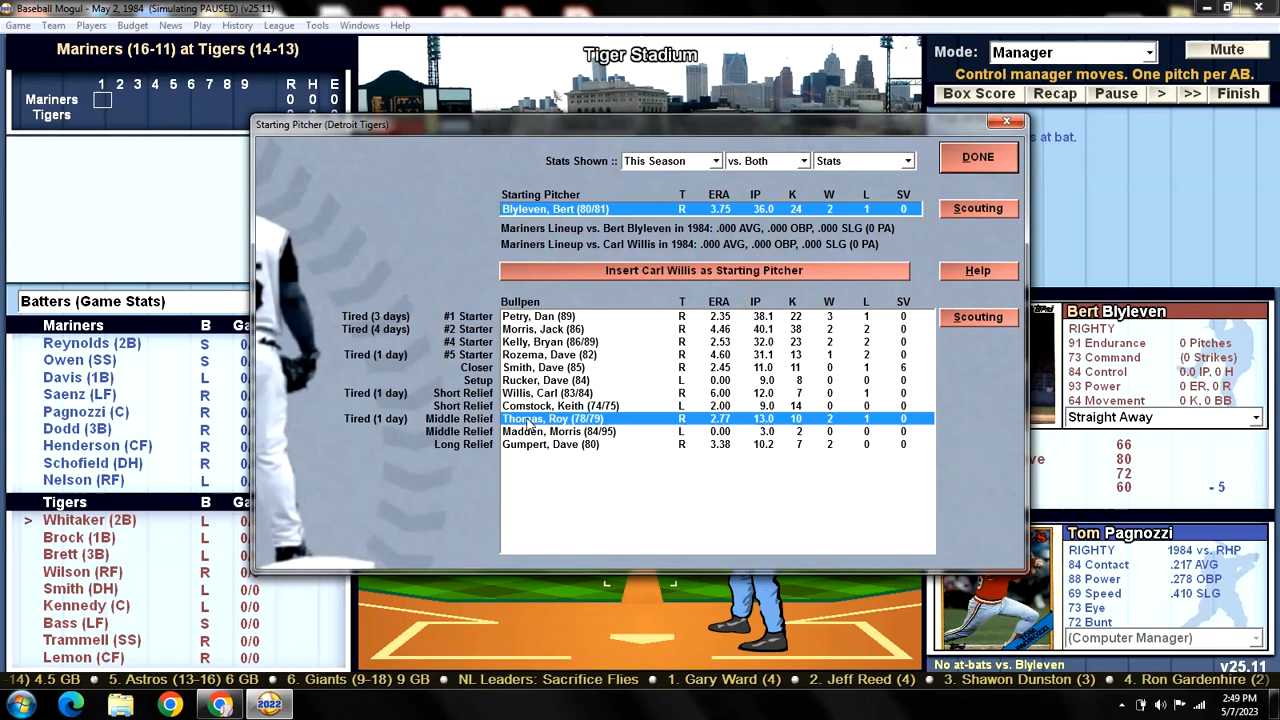 Baseball Mogul - May 2, 1984 (Simulating PAUSED) (v25.11)
Game Team Players Budget News Play History League Tools Windows Help
Mariners (16-11) at Tigers (14-13)
1 2 3 4 5 6 7 8 9 R H E
Mariners 0 0 0
Tigers 0 0 0
Tiger Stadium
Mode: Manager Mute
Control manager moves. One pitch per AB.
Box Score Recap Pause > >> Finish
s at bat.
Starting Pitcher (Detroit Tigers)
Stats Shown :: This Season vs. Both Stats DONE
Starting Pitcher T ERA IP K W L SV
Blyleven, Bert (80/81) R 3.75 36.0 24 2 1 0 Scouting
Mariners Lineup vs. Bert Blyleven in 1984: .000 AVG, .000 OBP, .000 SLG (0 PA)
Mariners Lineup vs. Carl Willis in 1984: .000 AVG, .000 OBP, .000 SLG (0 PA)
Insert Carl Willis as Starting Pitcher Help
Bullpen T ERA IP K W L SV
Tired (3 days) #1 Starter Petry, Dan (89) R 2.35 38.1 22 3 1 0 Scouting
Tired (4 days) #2 Starter Morris, Jack (86) R 4.46 40.1 38 2 2 0
#4 Starter Kelly, Bryan (86/89) R 2.53 32.0 23 2 2 0
Tired (1 day) #5 Starter Rozema, Dave (82) R 4.60 31.1 13 1 2 0
Closer Smith, Dave (85) R 2.45 11.0 11 0 1 6
Setup Rucker, Dave (84) L 0.00 9.0 8 0 0 0
Tired (1 day) Short Relief Willis, Carl (83/84) R 6.00 12.0 7 0 1 0
Short Relief Comstock, Keith (74/75) L 2.00 9.0 14 0 0 0
Tired (1 day) Middle Relief Thomas, Roy (78/79) R 2.77 13.0 10 2 1 0
Middle Relief Madden, Morris (84/95) L 0.00 3.0 2 0 0 0
Long Relief Gumpert, Dave (80) R 3.38 10.2 7 2 0 0
Batters (Game Stats)
Mariners B Ga
Reynolds (2B) S
Owen (SS) S
Davis (1B) L
Saenz (LF) R
Pagnozzi (C) R
Dodd (3B) R
Henderson (CF) R
Schofield (DH) R
Nelson (RF) R
Tigers B Ga
> Whitaker (2B) L 0/0
Brock (1B) L 0/0
Brett (3B) L 0/0
Wilson (RF) R 0/0
Smith (DH) R 0/0
Kennedy (C) R 0/0
Bass (LF) S 0/0
Trammell (SS) R 0/0
Lemon (CF) R 0/0
Bert Blyleven
RIGHTY
91 Endurance 0 Pitches
73 Command (0 Strikes)
84 Control 0.0 IP, 0 H
93 Power 0 ER, 0 R
64 Movement 0 K, 0 BB
Straight Away
66
ve 80
72
60 - 5
Tom Pagnozzi
RIGHTY 1984 vs. RHP
84 Contact .217 AVG
88 Power .278 OBP
69 Speed .410 SLG
73 Eye
72 Bunt
(Computer Manager)
No at-bats vs. Blyleven v25.11
-14) 4.5 GB 5. Astros (13-16) 6 GB 6. Giants (9-18) 9 GB NL Leaders: Sacrifice Flies 1. Gary Ward (4) 2. Jeff Reed (4) 3. Shawon Dunston (3) 4. Ron Gardenhire (2)
2022
2:49 PM
5/7/2023